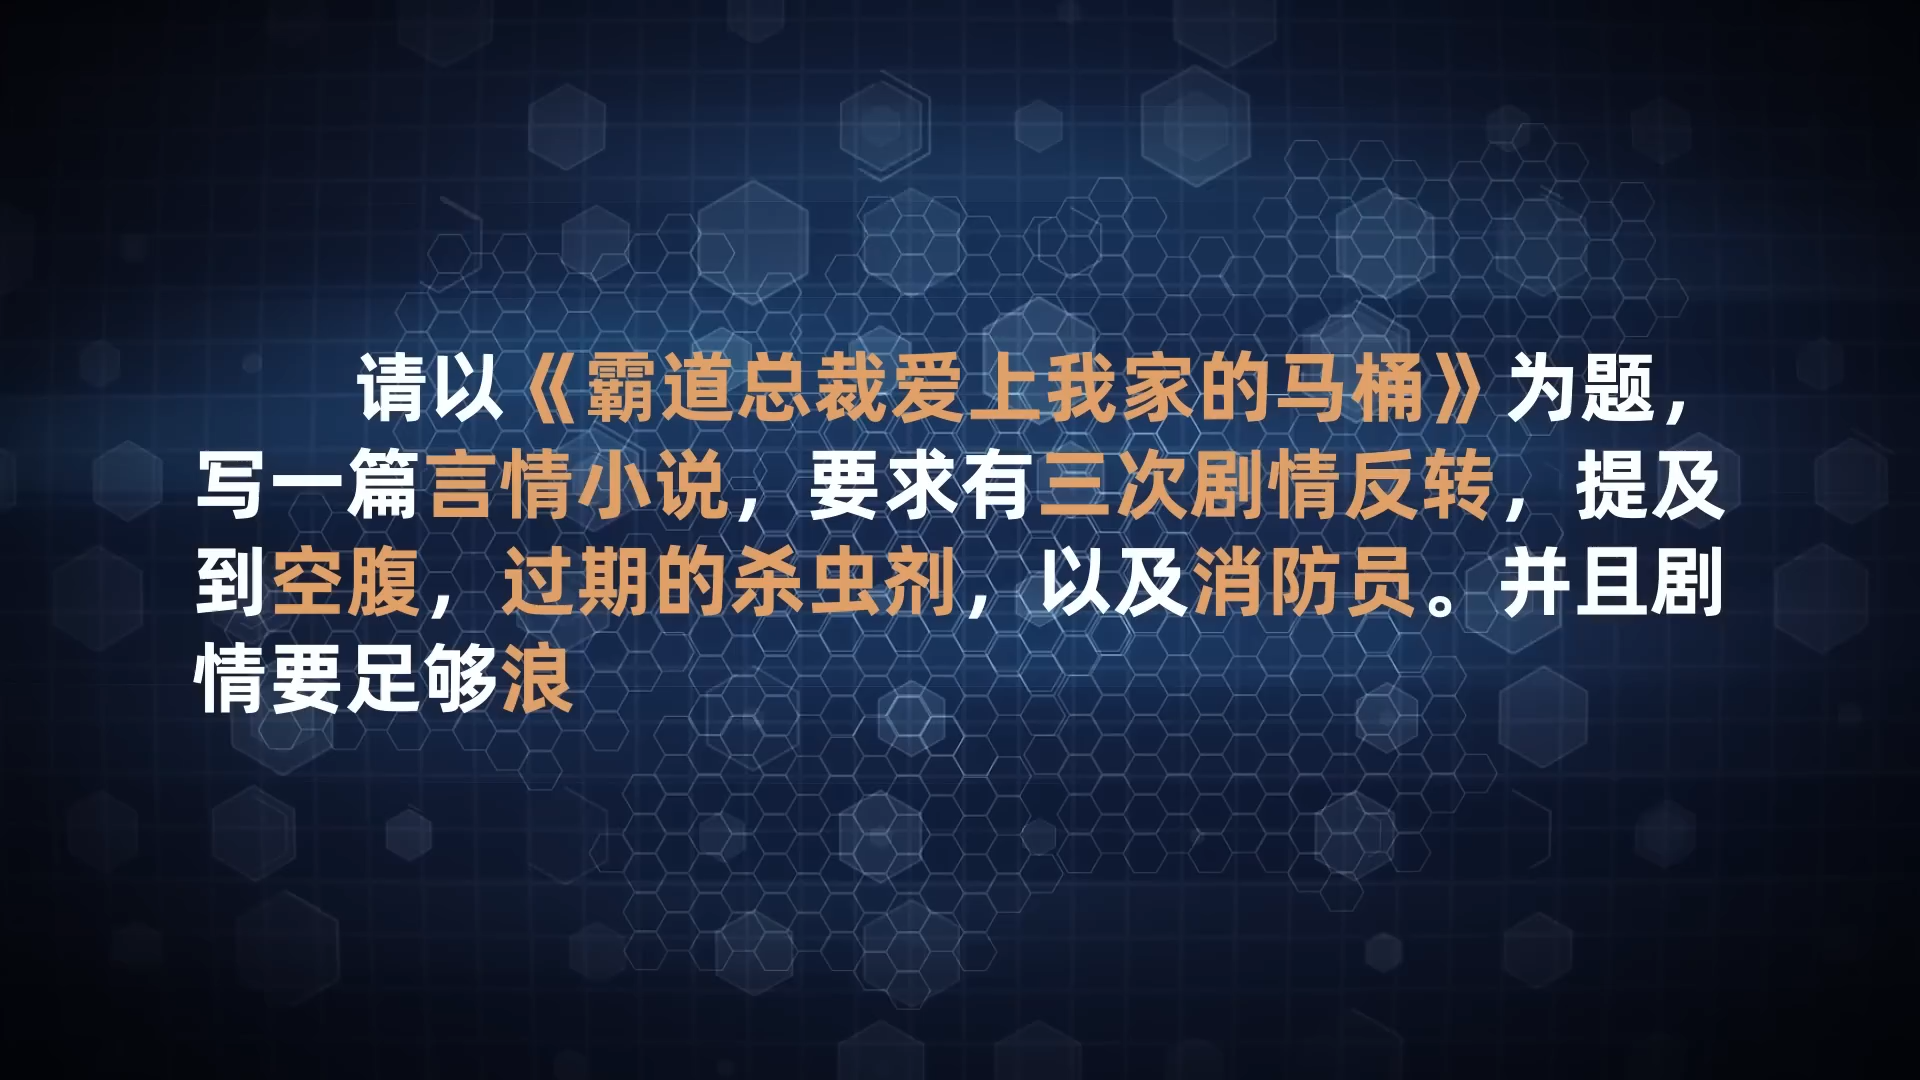 请以《霸道总裁爱上我家的马桶》为题，
写一篇言情小说，要求有三次剧情反转，提及
到空腹，过期的杀虫剂，以及消防员。并且剧
情要足够浪